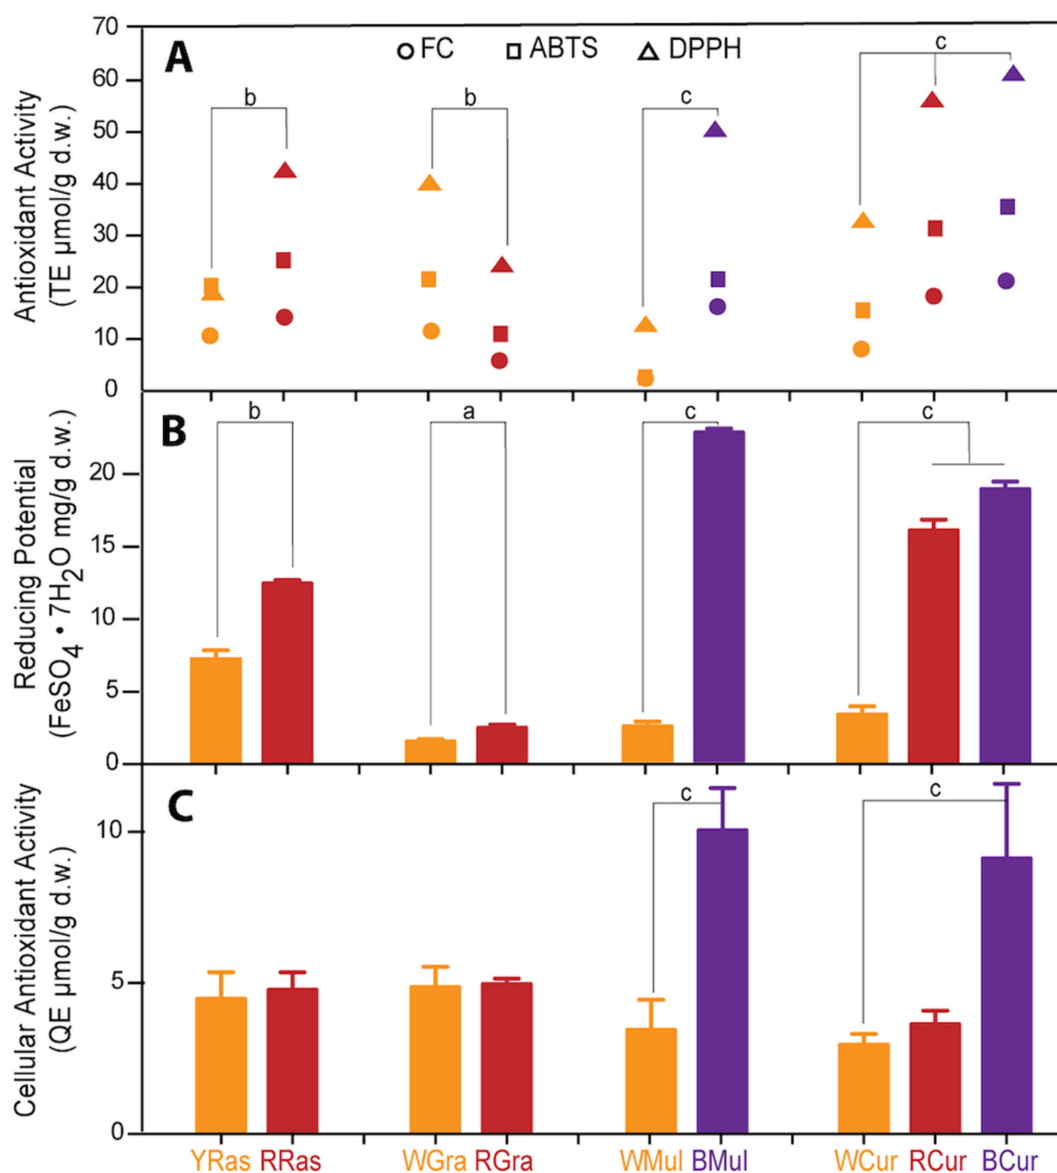 A
FC ABTS DPPH
Antioxidant Activity
(TE µmol/g d.w.)
70
60
50
40
30
20
10
0
b
b
c
c
B
Reducing Potential
(FeSO4 • 7H2O mg/g d.w.)
20
15
10
5
0
b
a
c
c
C
Cellular Antioxidant Activity
(QE µmol/g d.w.)
10
5
0
c
c
YRas RRas WGra RGra WMul BMul WCur RCur BCur